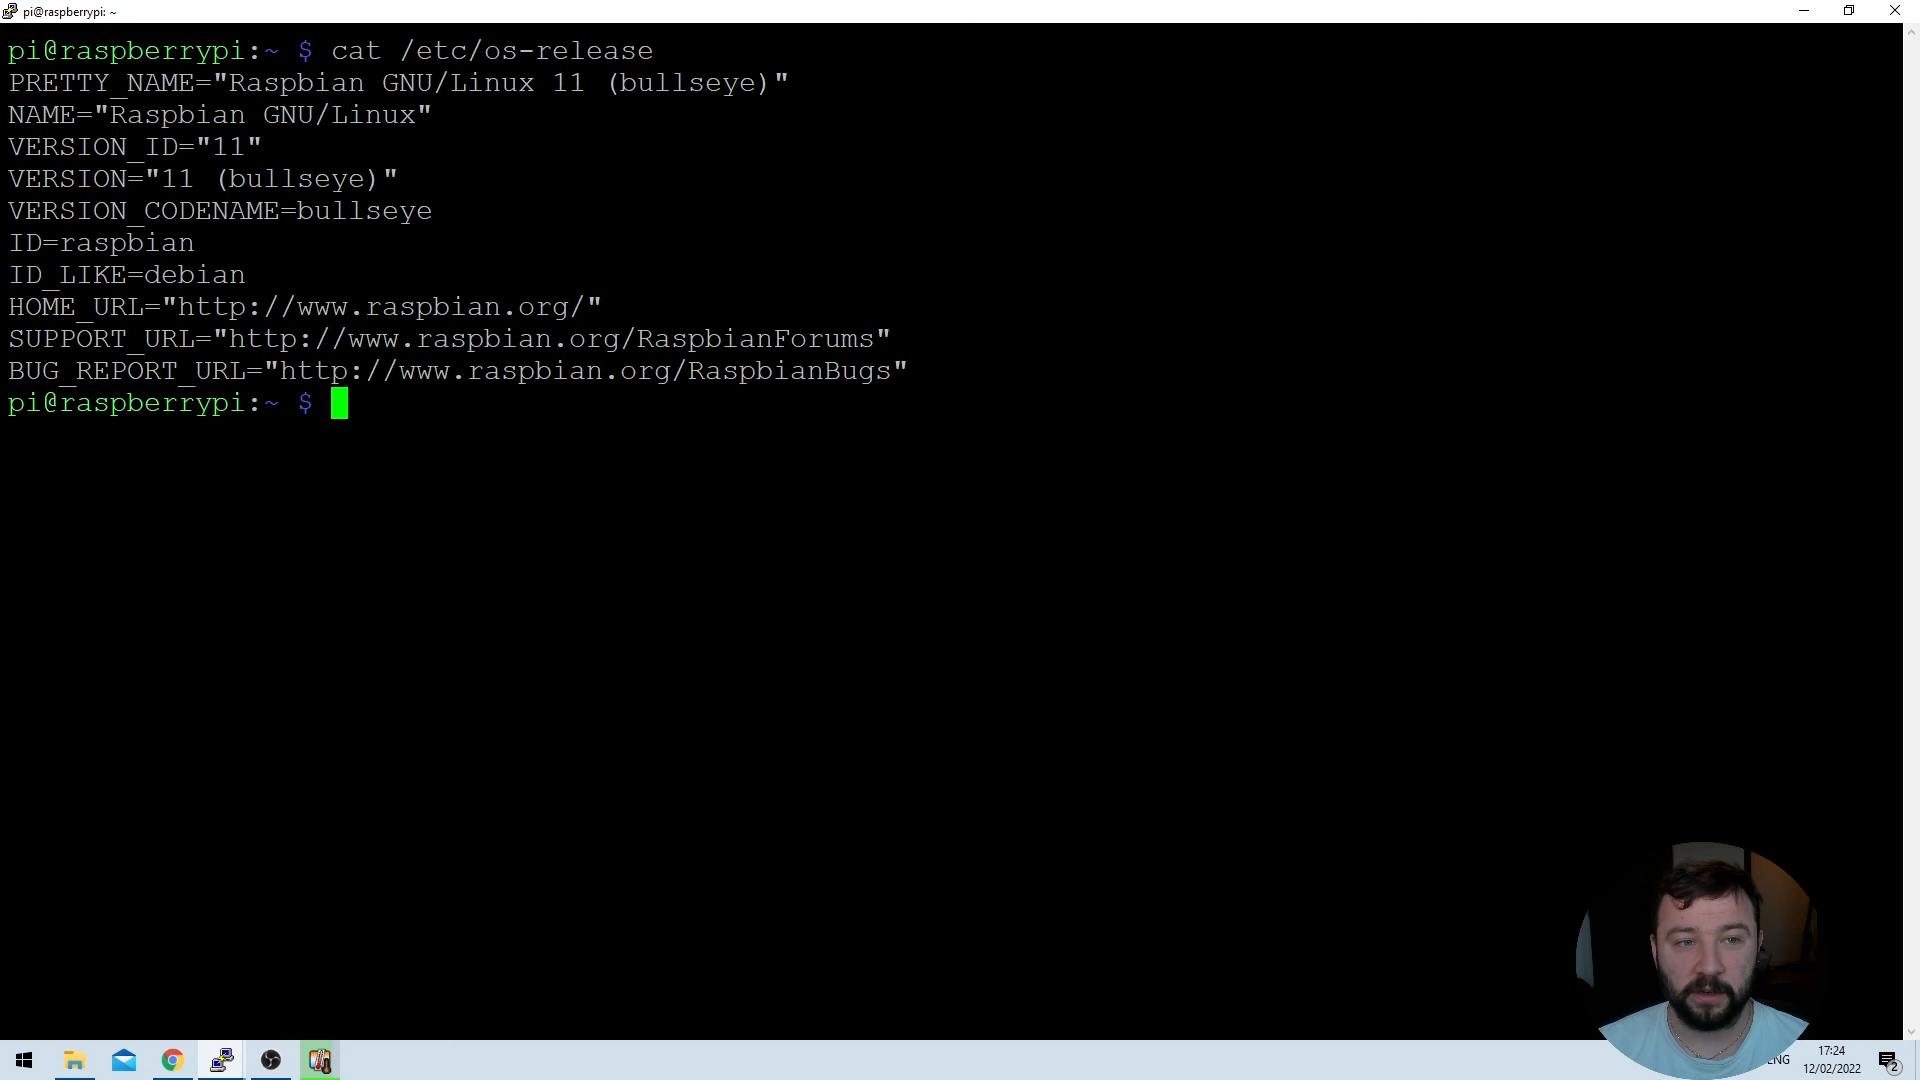 pi@raspberrypi: ~
pi@raspberrypi:~ $ cat /etc/os-release
PRETTY_NAME="Raspbian GNU/Linux 11 (bullseye)"
NAME="Raspbian GNU/Linux"
VERSION_ID="11"
VERSION="11 (bullseye)"
VERSION_CODENAME=bullseye
ID=raspbian
ID_LIKE=debian
HOME_URL="http://www.raspbian.org/"
SUPPORT_URL="http://www.raspbian.org/RaspbianForums"
BUG_REPORT_URL="http://www.raspbian.org/RaspbianBugs"
pi@raspberrypi:~ $
ENG
17:24
12/02/2022
2